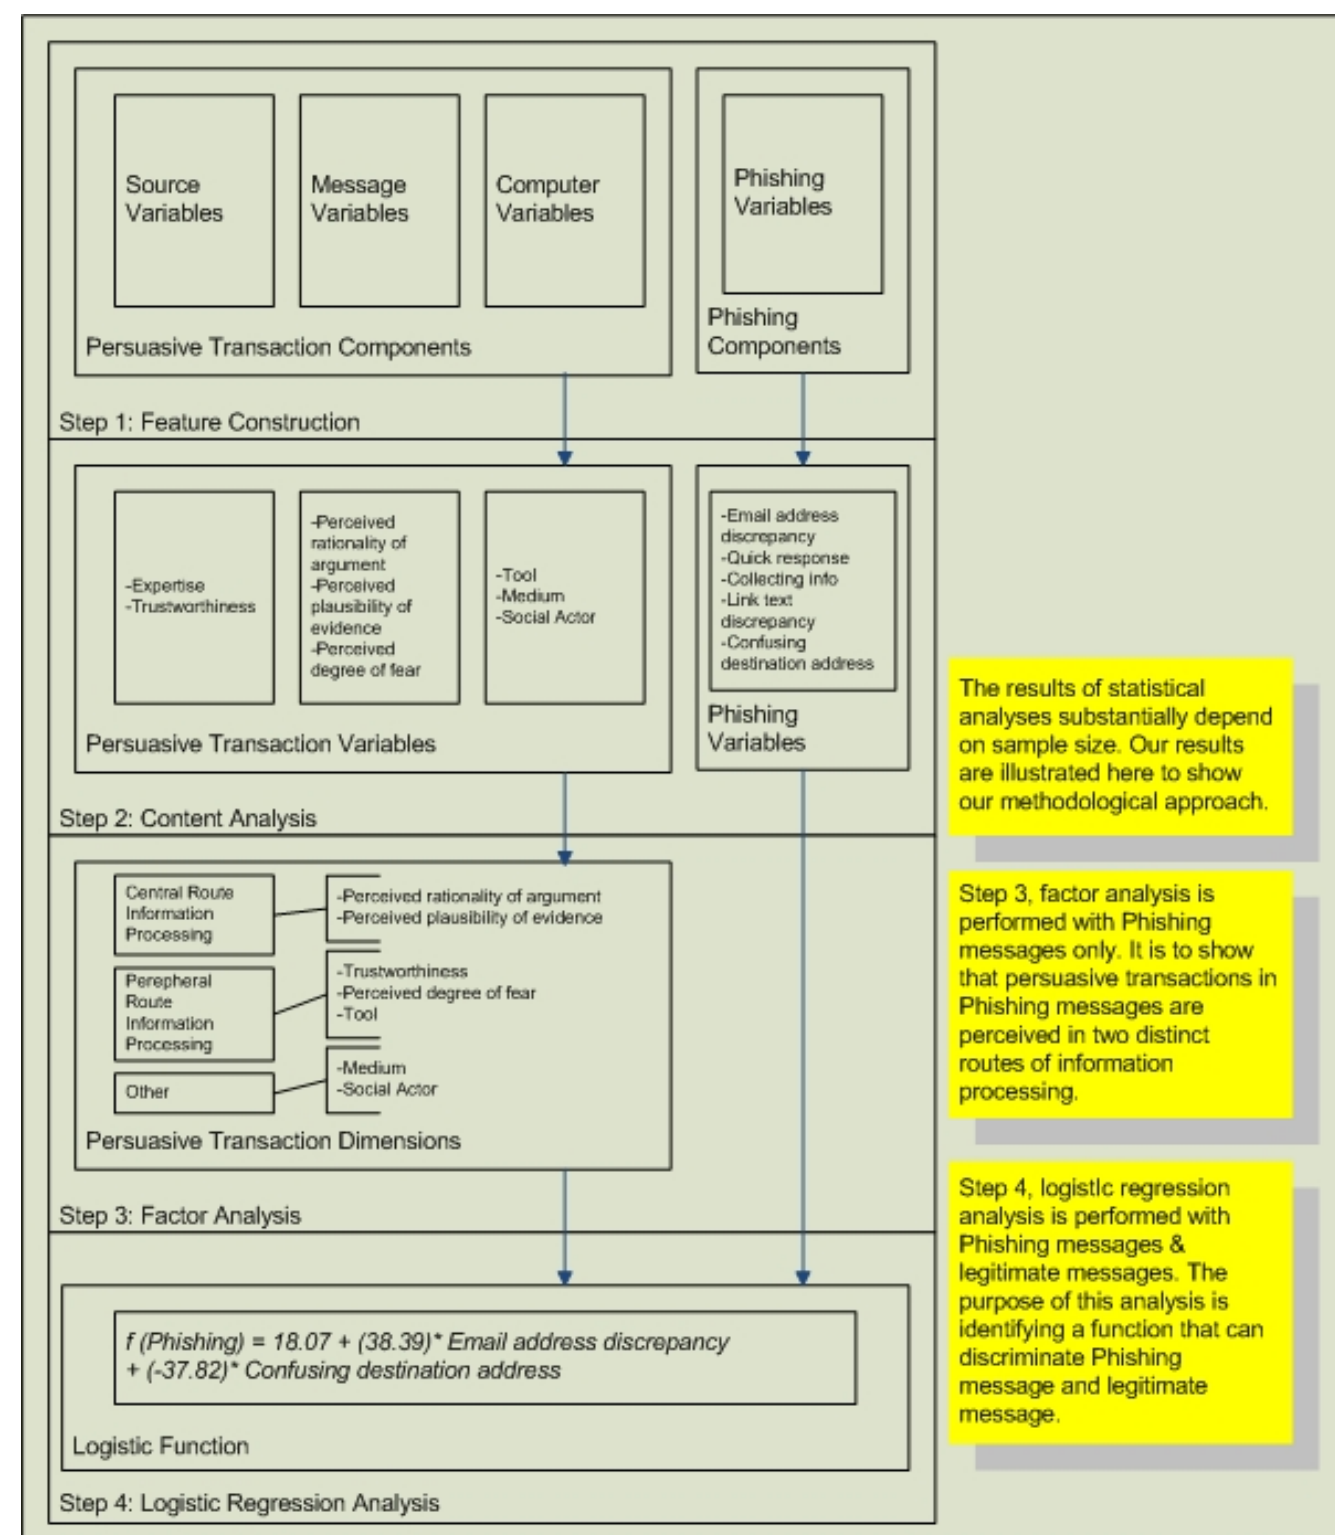 Source
Variables
Message
Variables
Computer
Variables
Phishing
Variables
Persuasive Transaction Components
Phishing
Components
Step 1: Feature Construction
-Expertise
-Trustworthiness
-Perceived
rationality of
argument
-Perceived
plausibility of
evidence
-Perceived
degree of fear
-Tool
-Medium
-Social Actor
-Email address
discrepancy
-Quick response
-Collecting info
-Link text
discrepancy
-Confusing
destination address
Persuasive Transaction Variables
Phishing
Variables
Step 2: Content Analysis
Central Route
Information
Processing
-Perceived rationality of argument
-Perceived plausibility of evidence
Perepheral
Route
Information
Processing
-Trustworthiness
-Perceived degree of fear
-Tool
Other
-Medium
-Social Actor
Persuasive Transaction Dimensions
Step 3: Factor Analysis
f (Phishing) = 18.07 + (38.39)* Email address discrepancy
+ (-37.82)* Confusing destination address
Logistic Function
Step 4: Logistic Regression Analysis
The results of statistical
analyses substantially depend
on sample size. Our results
are illustrated here to show
our methodological approach.
Step 3, factor analysis is
performed with Phishing
messages only. It is to show
that persuasive transactions in
Phishing messages are
perceived in two distinct
routes of information
processing.
Step 4, logistic regression
analysis is performed with
Phishing messages &
legitimate messages. The
purpose of this analysis is
identifying a function that can
discriminate Phishing
message and legitimate
message.